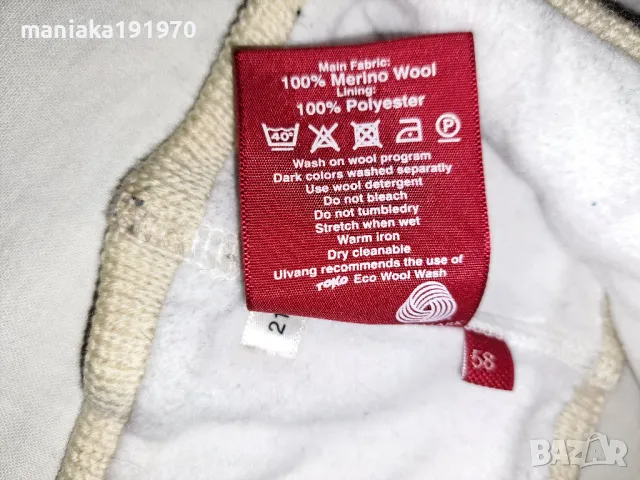 maniaka191970
Main Fabric:
100% Merino Wool
Lining:
100% Polyester
40°
P
Wash on wool program
Dark colors washed separatly
Use wool detergent
Do not bleach
Do not tumbledry
Stretch when wet
Warm iron
Dry cleanable
Ulvang recommends the use of
TOKO Eco Wool Wash
58
BAZAR
bg